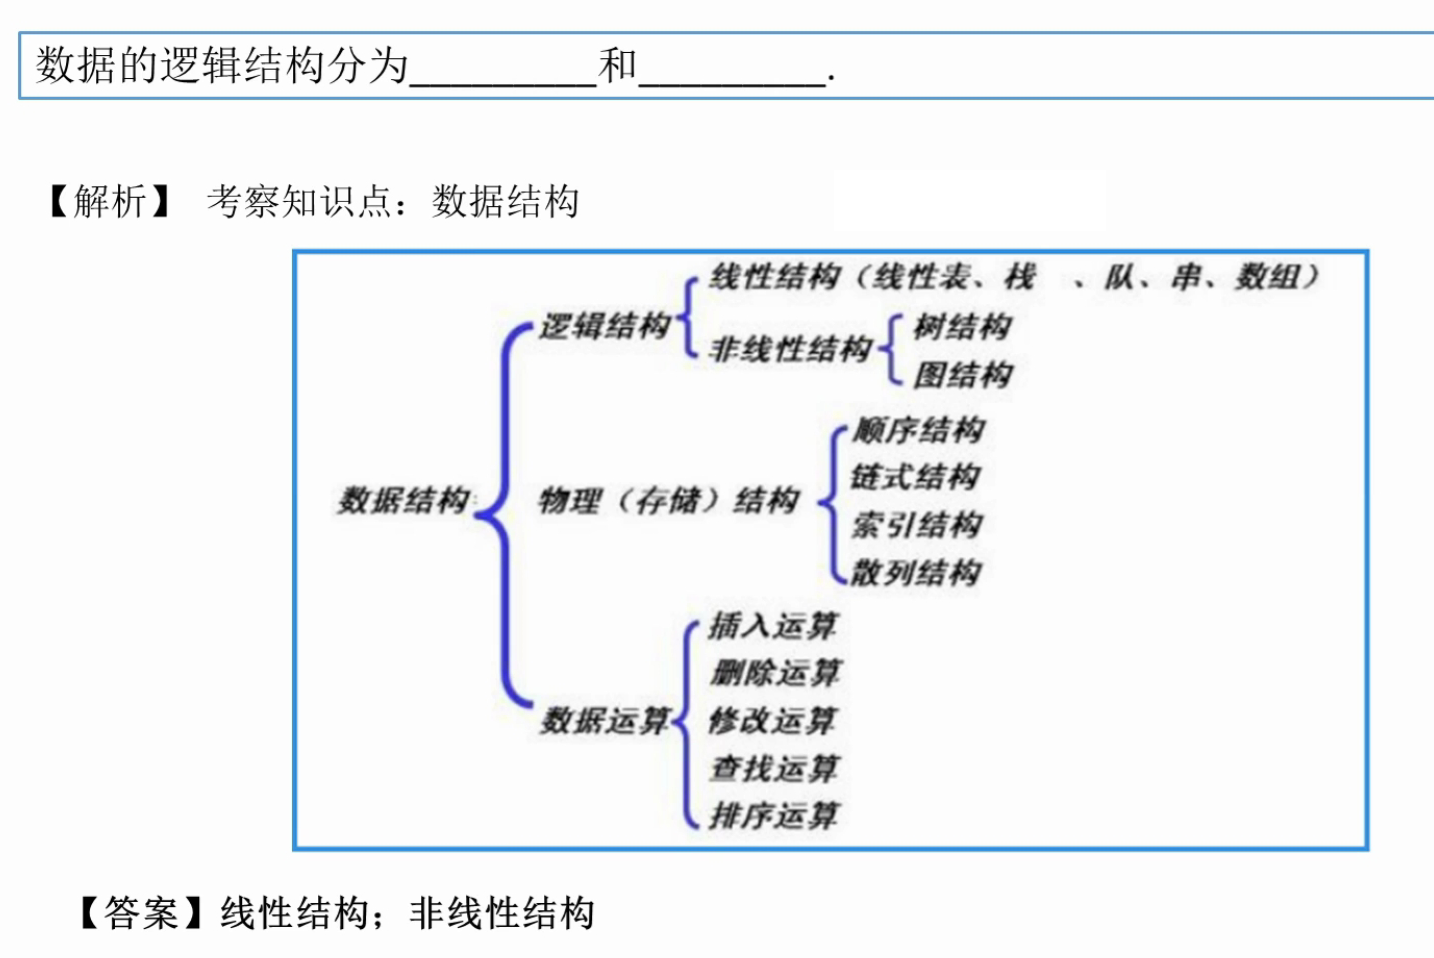 数据的逻辑结构分为_________和_________.
【解析】 考察知识点：数据结构
线性结构（线性表、栈 、队、串、数组）
逻辑结构
非线性结构
树结构
图结构
数据结构:
物理（存储）结构
顺序结构
链式结构
索引结构
散列结构
数据运算
插入运算
删除运算
修改运算
查找运算
排序运算
【答案】线性结构；非线性结构